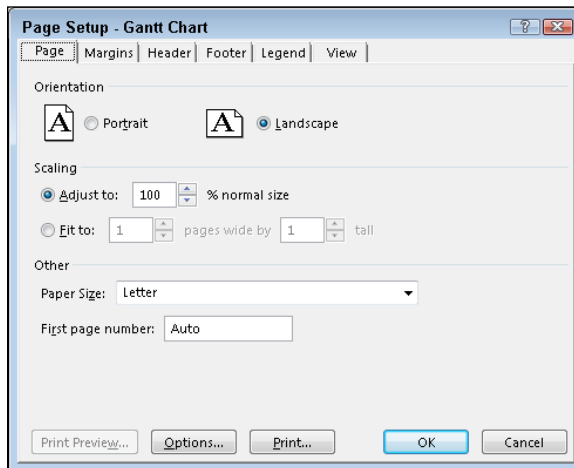 Page Setup - Gantt Chart
Page Margins Header Footer Legend View
Orientation
A Portrait A Landscape
Scaling
Adjust to: 100 % normal size
Fit to: 1 pages wide by 1 tall
Other
Paper Size: Letter
First page number: Auto
Print Preview... Options... Print... OK Cancel